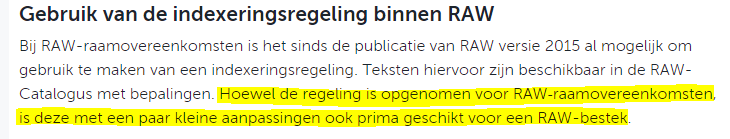 Gebruik van de indexeringsregeling binnen RAW
Bij RAW-raamovereenkomsten is het sinds de publicatie van RAW versie 2015 al mogelijk om
gebruik te maken van een indexeringsregeling. Teksten hiervoor zijn beschikbaar in de RAW-
Catalogus met bepalingen. Hoewel de regeling is opgenomen voor RAW-raamovereenkomsten,
is deze met een paar kleine aanpassingen ook prima geschikt voor een RAW-bestek.